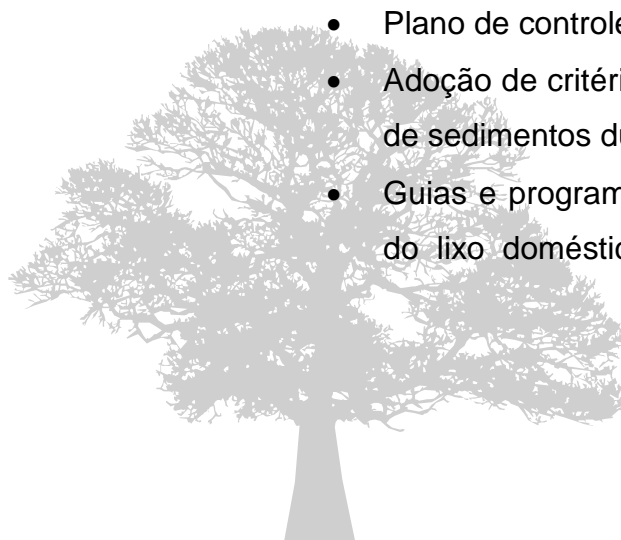 • Plano de controle
• Adoção de critéri
de sedimentos du
• Guias e program
do lixo doméstic